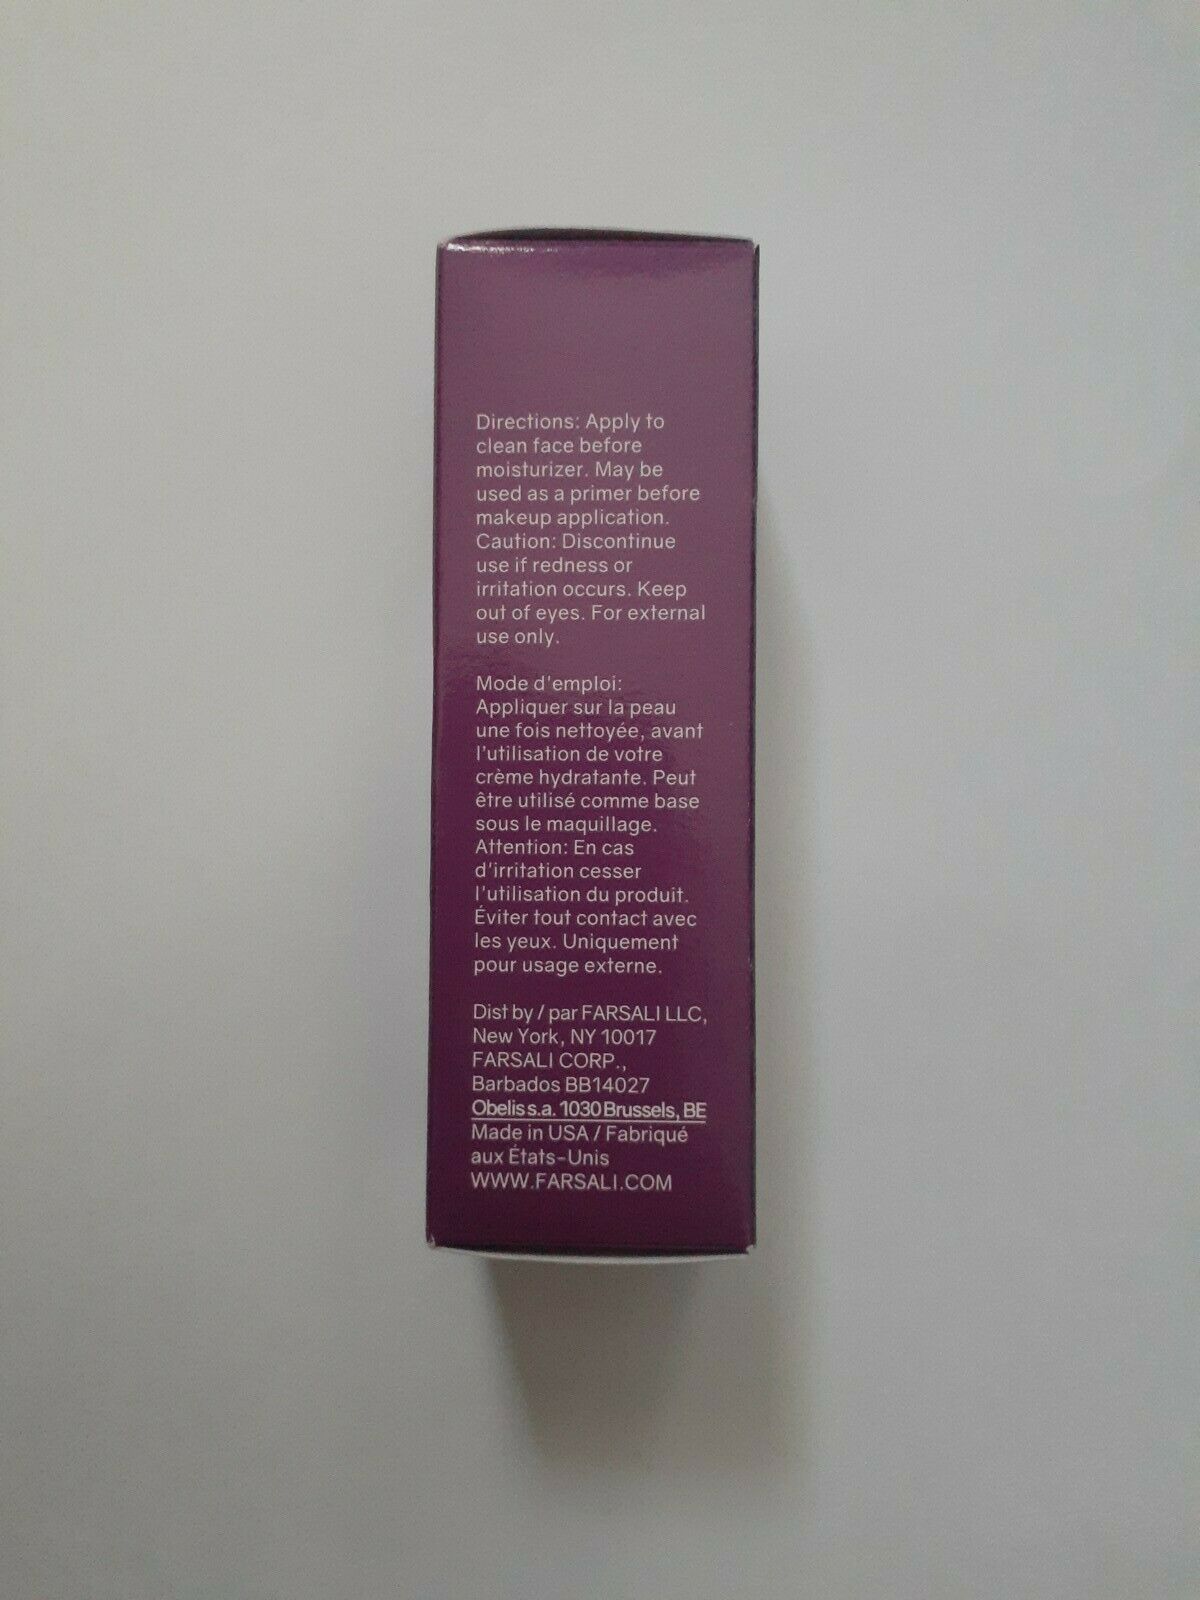 Directions: Apply to
clean face before
moisturizer. May be
used as a primer before
makeup application.
Caution: Discontinue
use if redness or
irritation occurs. Keep
out of eyes. For external
use only.
Mode d'emploi:
Appliquer sur la peau
une fois nettoyée, avant
l'utilisation de votre
crème hydratante. Peut
être utilisé comme base
sous le maquillage.
Attention: En cas
d'irritation cesser
l'utilisation du produit.
Éviter tout contact avec
les yeux. Uniquement
pour usage externe.
Dist by / par FARSALI LLC,
New York, NY 10017
FARSALI CORP.,
Barbados BB14027
Obelis s.a. 1030 Brussels, BE
Made in USA / Fabriqué
aux États-Unis
WWW.FARSALI.COM